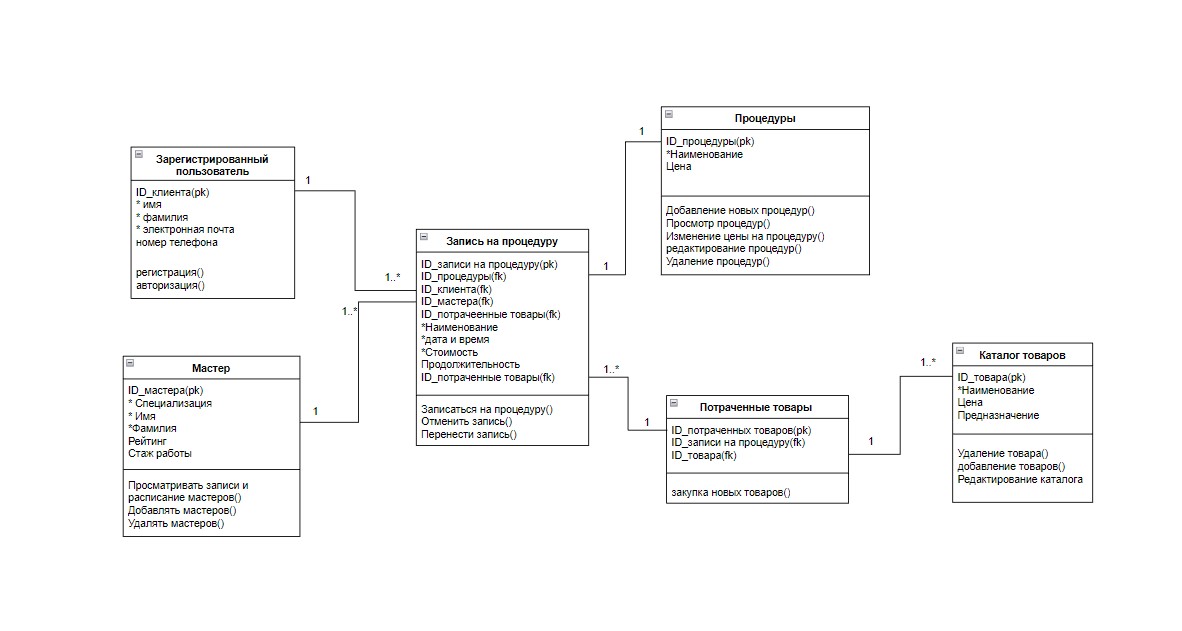 Зарегистрированный
пользователь
ID_клиента(pk)
* имя
* фамилия
* электронная почта
номер телефона
регистрация()
авторизация()
1
1..*
Мастер
ID_мастера(pk)
* Специализация
* Имя
*Фамилия
Рейтинг
Стаж работы
Просматривать записи и
расписание мастеров()
Добавлять мастеров()
Удалять мастеров()
1
1..*
Запись на процедуру
ID_записи на процедуру(pk)
ID_процедуры(fk)
ID_клиента(fk)
ID_мастера(fk)
ID_потрачеенные товары(fk)
*Наименование
*дата и время
*Стоимость
Продолжительность
ID_потраченные товары(fk)
Записаться на процедуру()
Отменить запись()
Перенести запись()
1
1
Процедуры
ID_процедуры(pk)
*Наименование
Цена
Добавление новых процедур()
Просмотр процедур()
Изменение цены на процедуру()
редактирование процедур()
Удаление процедур()
1..*
1
Потраченные товары
ID_потраченных товаров(pk)
ID_записи на процедуру(fk)
ID_товара(fk)
закупка новых товаров()
1
1..*
Каталог товаров
ID_товара(pk)
*Наименование
Цена
Предназначение
Удаление товара()
добавление товаров()
Редактирование каталога